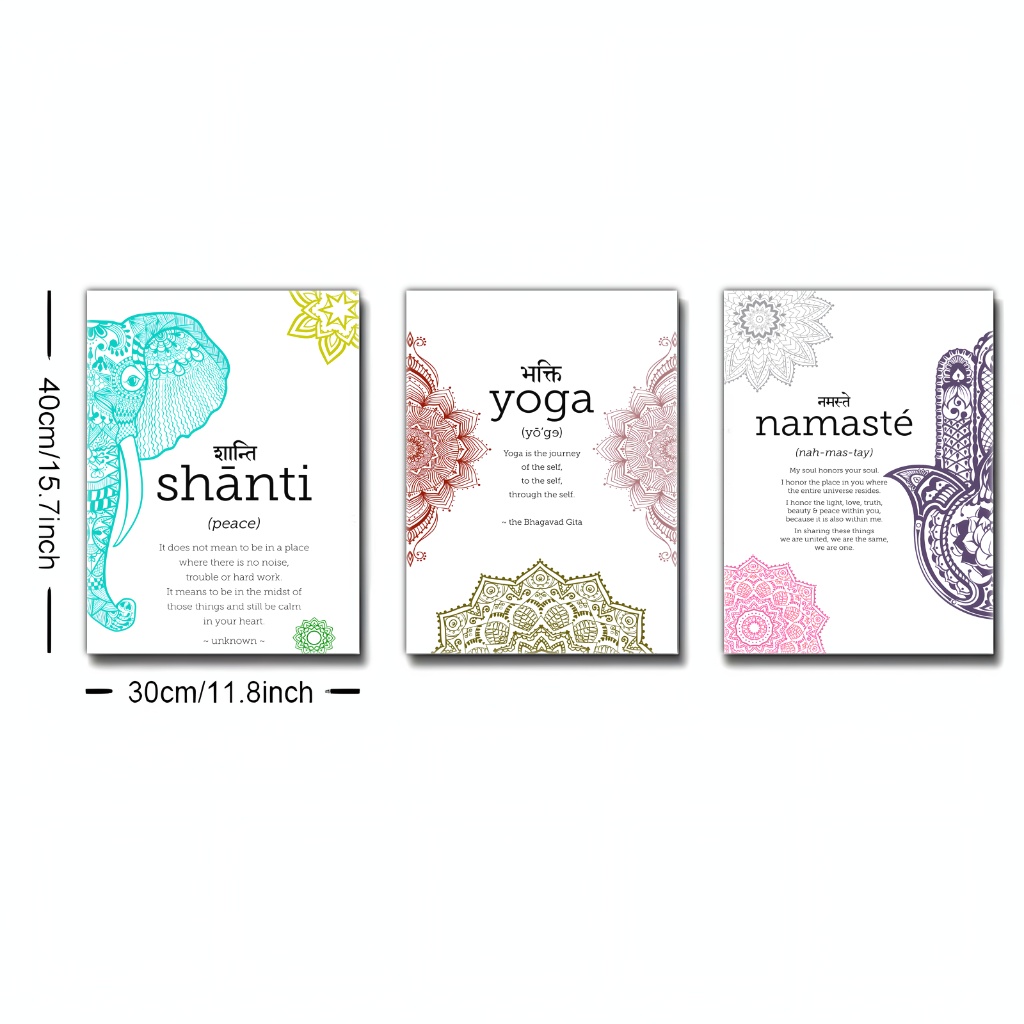 40cm/15.7inch
30cm/11.8inch
शान्ति
shānti
(peace)
It does not mean to be in a place
where there is no noise,
trouble or hard work.
It means to be in the midst of
those things and still be calm
in your heart
~ unknown ~
भक्ति
yoga
(yō'gə)
Yoga is the journey
of the self,
to the self,
through the self.
~ the Bhagavad Gita
नमस्ते
namasté
(nah-mas-tay)
My soul honors your soul.
I honor the place in you where
the entire universe resides.
I honor the light, love, truth,
beauty & peace within you,
because it is also within me.
In sharing these things
we are united, we are the same,
we are one.